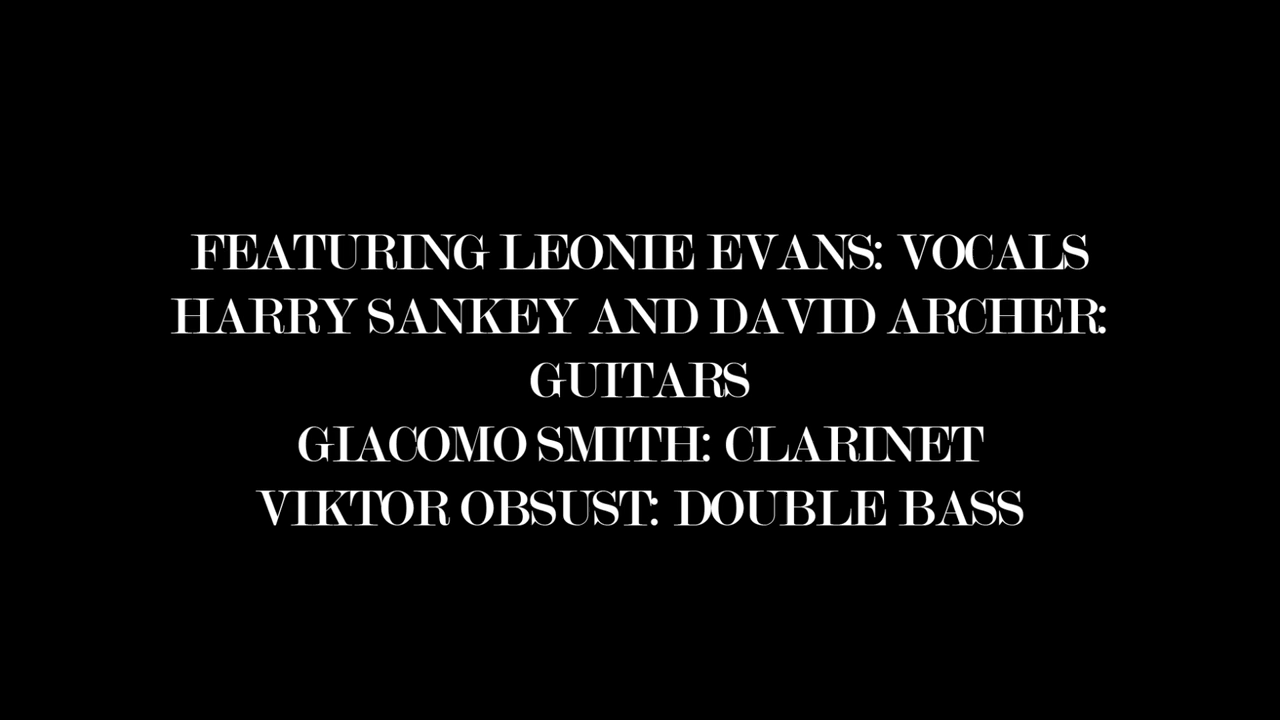 FEATURING LEONIE EVANS: VOCALS
HARRY SANKEY AND DAVID ARCHER:
GUITARS
GIACOMO SMITH: CLARINET
VIKTOR OBSUST: DOUBLE BASS